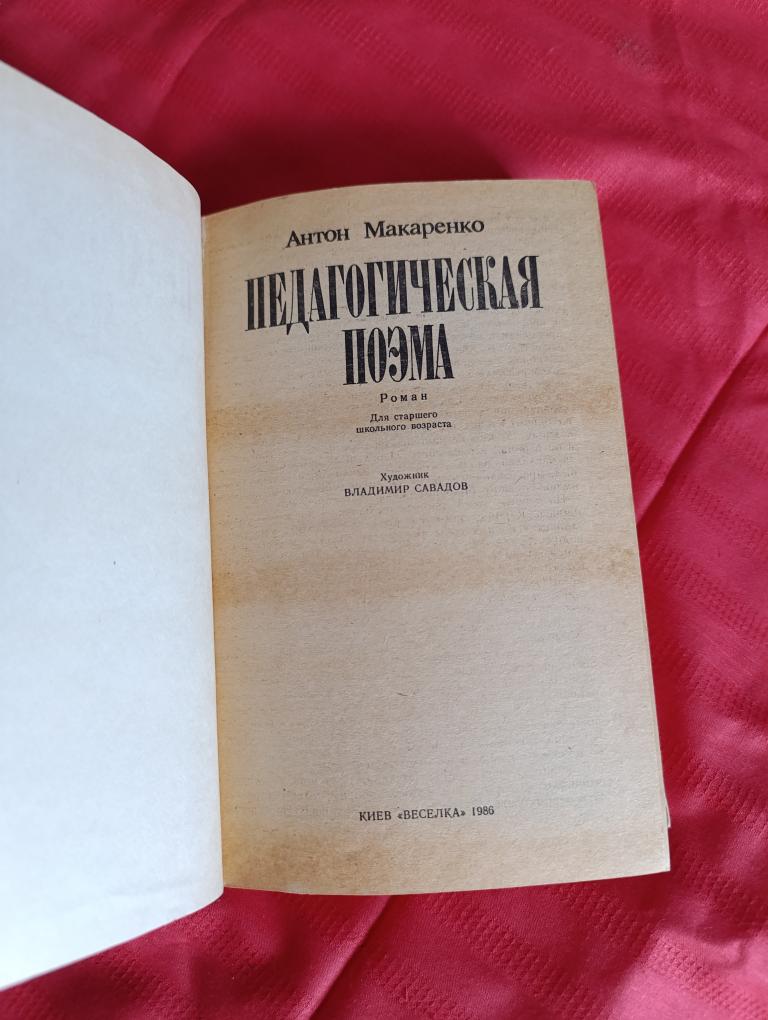 Антон Макаренко
ПЕДАГОГИЧЕСКАЯ
ПОЭМА
Роман
Для старшего
школьного возраста
Художник
ВЛАДИМИР САВАДОВ
КИЕВ «ВЕСЕЛКА» 1986